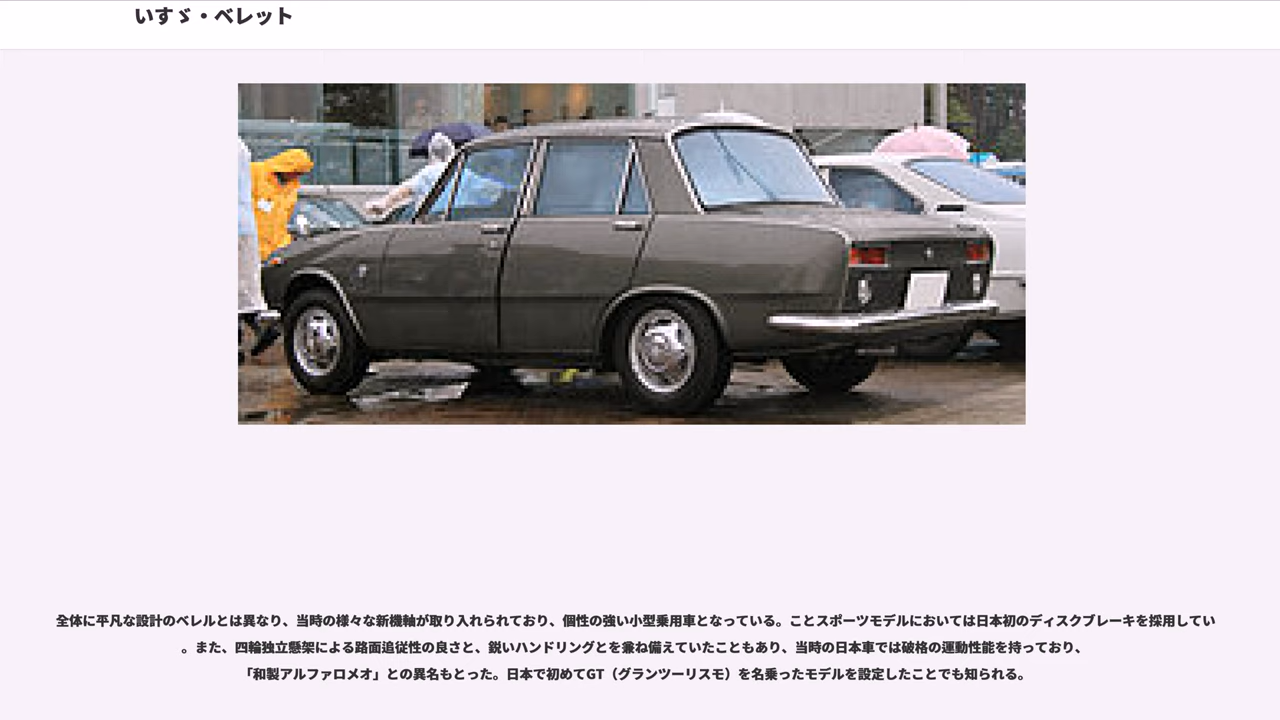 いすゞ・ベレット
全体に平凡な設計のベレルとは異なり、当時の様々な新機軸が取り入れられており、個性の強い小型乗用車となっている。ことスポーツモデルにおいては日本初のディスクブレーキを採用してい
。また、四輪独立懸架による路面追従性の良さと、鋭いハンドリングとを兼ね備えていたこともあり、当時の日本車では破格の運動性能を持っており、
「和製アルファロメオ」との異名もとった。日本で初めてGT（グランツーリスモ）を名乗ったモデルを設定したことでも知られる。